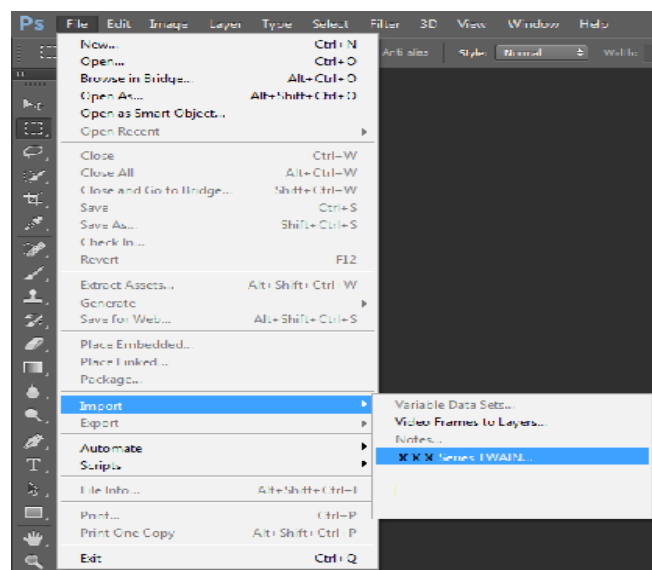 Ps File Edit Image Layer Type Select Filter 3D View Window Help
Anti-alias Style: Normal Width:
New... Ctrl+N
Open... Ctrl+O
Browse in Bridge... Alt+Ctrl+O
Open As... Alt+Shift+Ctrl+O
Open as Smart Object...
Open Recent
Close Ctrl+W
Close All Alt+Ctrl+W
Close and Go to Bridge... Shift+Ctrl+W
Save Ctrl+S
Save As... Shift+Ctrl+S
Check In...
Revert F12
Extract Assets... Alt+Shift+Ctrl+W
Generate
Save for Web... Alt+Shift+Ctrl+S
Place Embedded...
Place Linked...
Package...
Import
Export
Automate
Scripts
File Info... Alt+Shift+Ctrl+I
Print... Ctrl+P
Print One Copy Alt+Shift+Ctrl+P
Exit Ctrl+Q
Variable Data Sets...
Video Frames to Layers...
Notes...
XXX Series TWAIN...